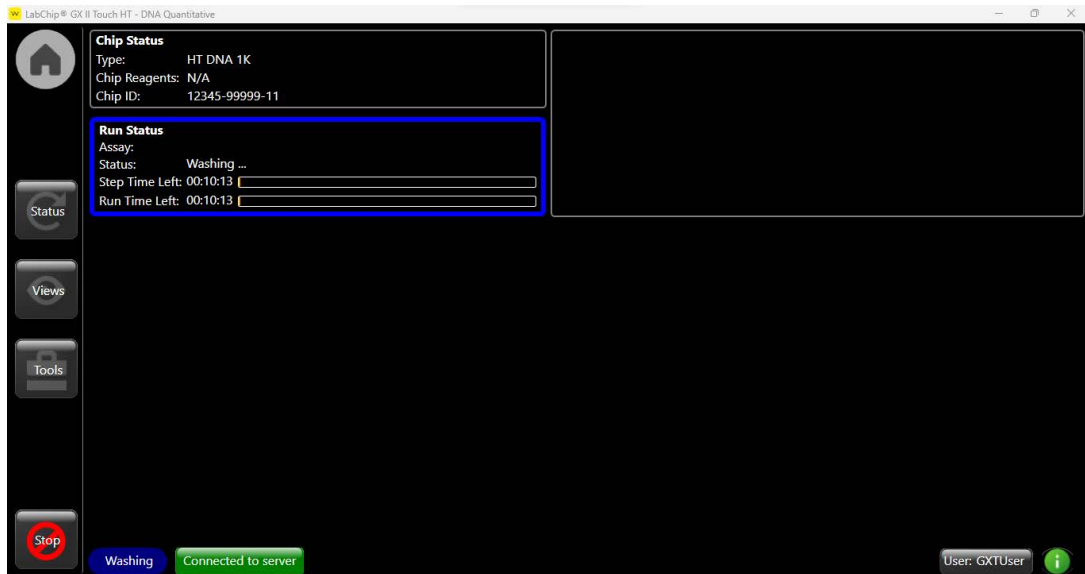 LabChip® GX II Touch HT - DNA Quantitative
Chip Status
Type: HT DNA 1K
Chip Reagents: N/A
Chip ID: 12345-99999-11
Run Status
Assay:
Status: Washing ...
Step Time Left: 00:10:13
Run Time Left: 00:10:13
Status
Views
Tools
Stop
Washing
Connected to server
User: GXTUser
i